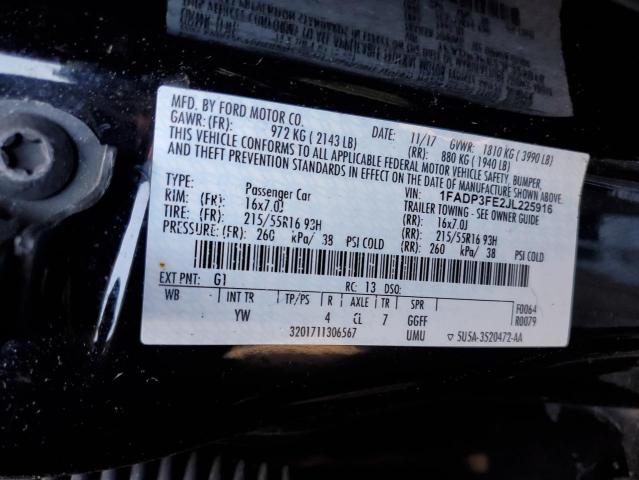 MFD. BY FORD MOTOR CO.
DATE: 11/17 GVWR: 1810 KG ( 3990 LB)
GAWR: (FR): 972 KG ( 2143 LB) (RR): 880 KG ( 1940 LB)
THIS VEHICLE CONFORMS TO ALL APPLICABLE FEDERAL MOTOR VEHICLE SAFETY, BUMPER,
AND THEFT PREVENTION STANDARDS IN EFFECT ON THE DATE OF MANUFACTURE SHOWN ABOVE.
VIN: 1FADP3FE2JL225916
TYPE: Passenger Car TRAILER TOWING - SEE OWNER GUIDE
RIM: (FR): 16x7.0J (RR): 16x7.0J
TIRE: (FR): 215/55R16 93H (RR): 215/55R16 93H
PRESSURE: (FR): 260 kPa/ 38 PSI COLD (RR): 260 kPa/ 38 PSI COLD
EXT PNT: G1 RC: 13 DSO:
WB INT TR TP/PS R AXLE TR SPR F0064
- YW 4 CL 7 GGFF R0079
3201711306567 UMU ▽ 5U5A-3520472-AA